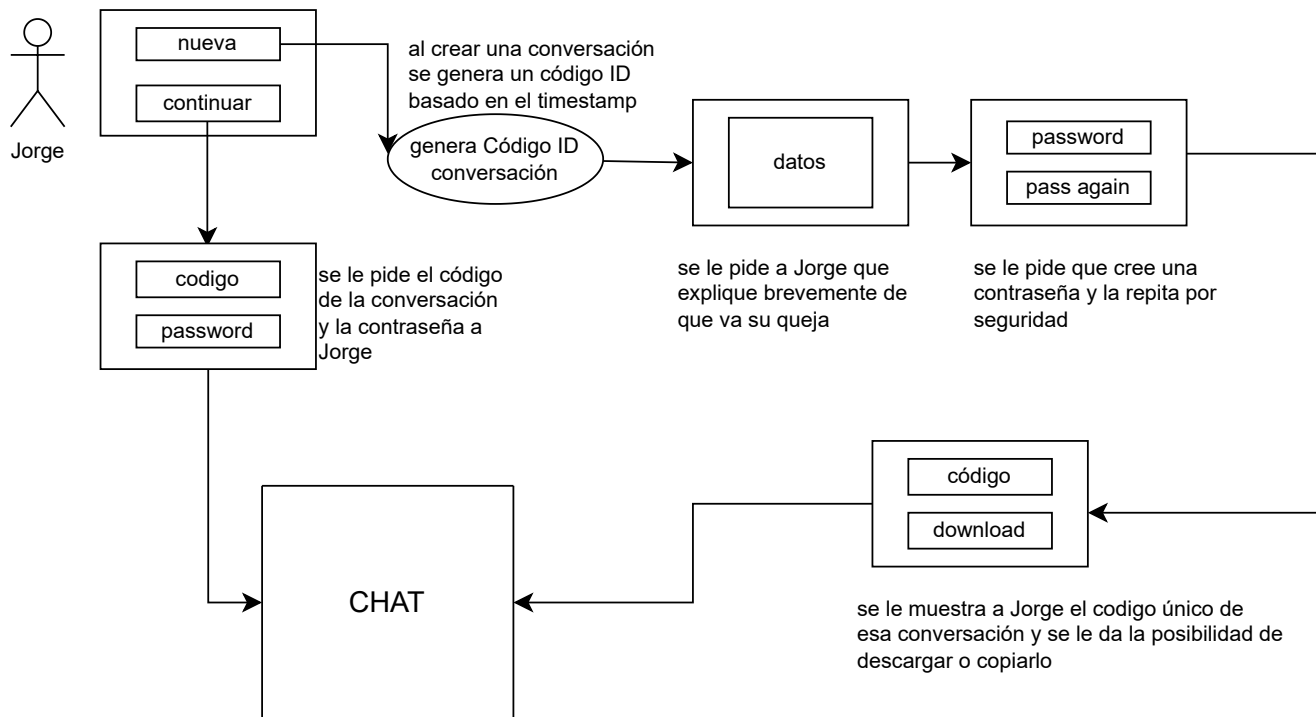 nueva
continuar
Jorge
al crear una conversación
se genera un código ID
basado en el timestamp
genera Código ID
conversación
datos
password
pass again
codigo
password
se le pide el código
de la conversación
y la contraseña a
Jorge
se le pide a Jorge que
explique brevemente de
que va su queja
se le pide que cree una
contraseña y la repita por
seguridad
código
download
CHAT
se le muestra a Jorge el codigo único de
esa conversación y se le da la posibilidad de
descargar o copiarlo